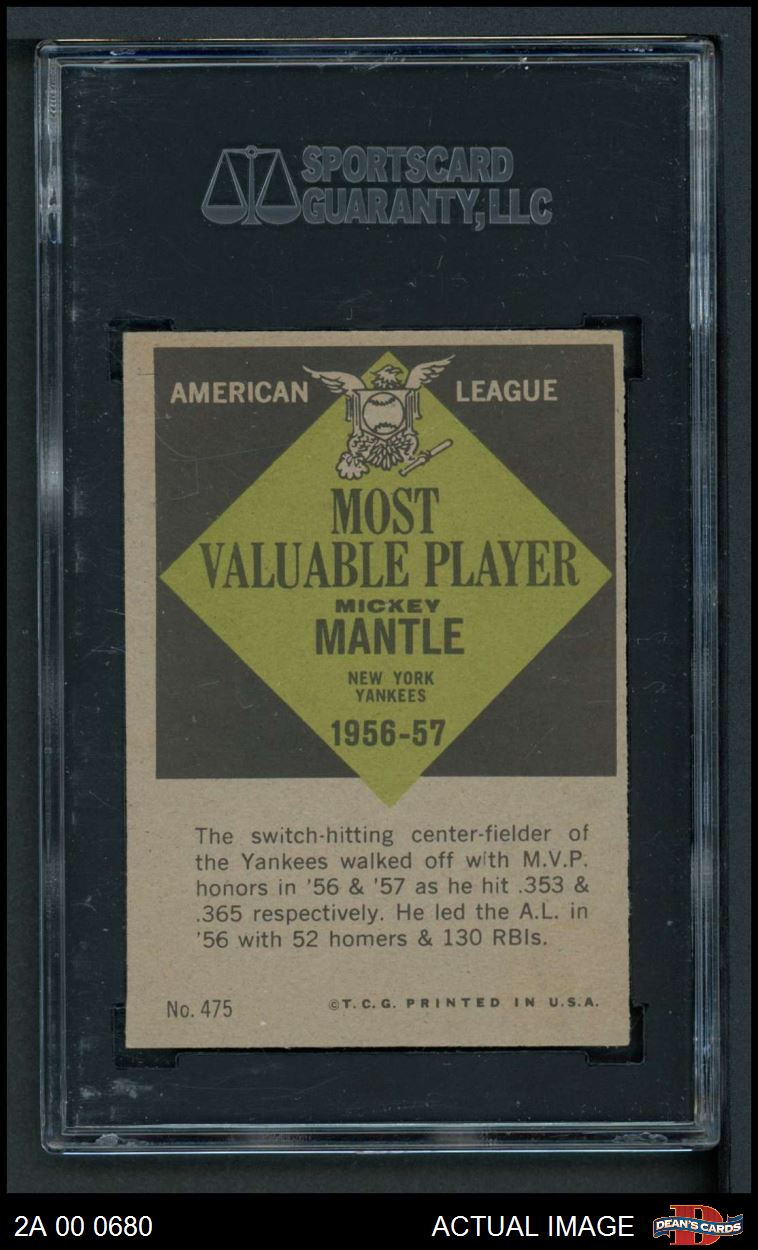 SPORTSCARD
GUARANTY, LLC
AMERICAN LEAGUE
MOST
VALUABLE PLAYER
MICKEY
MANTLE
NEW YORK
YANKEES
1956-57
The switch-hitting center-fielder of
the Yankees walked off with M.V.P.
honors in '56 & '57 as he hit .353 &
.365 respectively. He led the A.L. in
'56 with 52 homers & 130 RBIs.
No. 475 ©T.C.G. PRINTED IN U.S.A.
2A 00 0680 ACTUAL IMAGE DEAN'S CARDS